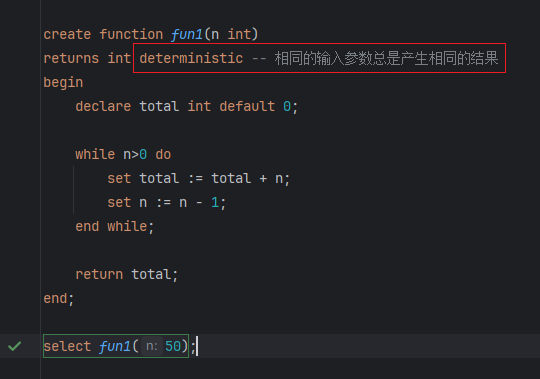 create function fun1(n int)
returns int deterministic -- 相同的输入参数总是产生相同的结果
begin
    declare total int default 0;
    while n>0 do
        set total := total + n;
        set n := n - 1;
    end while;
    return total;
end;
select fun1( n: 50);